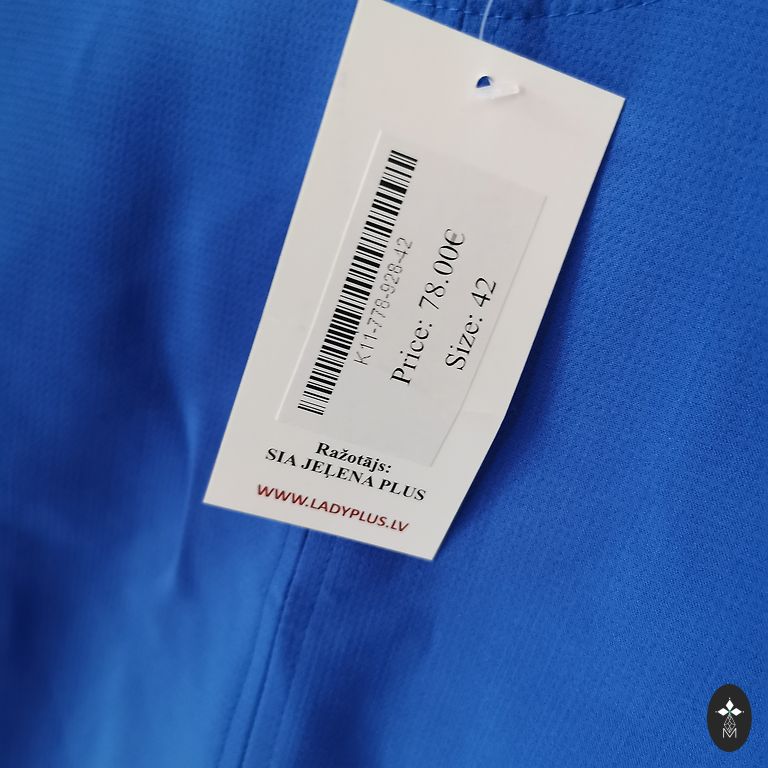 K11-778-928-42
Price: 78.00€
Size: 42
Ražotājs:
SIA JEĻENA PLUS
WWW.LADYPLUS.LV
M